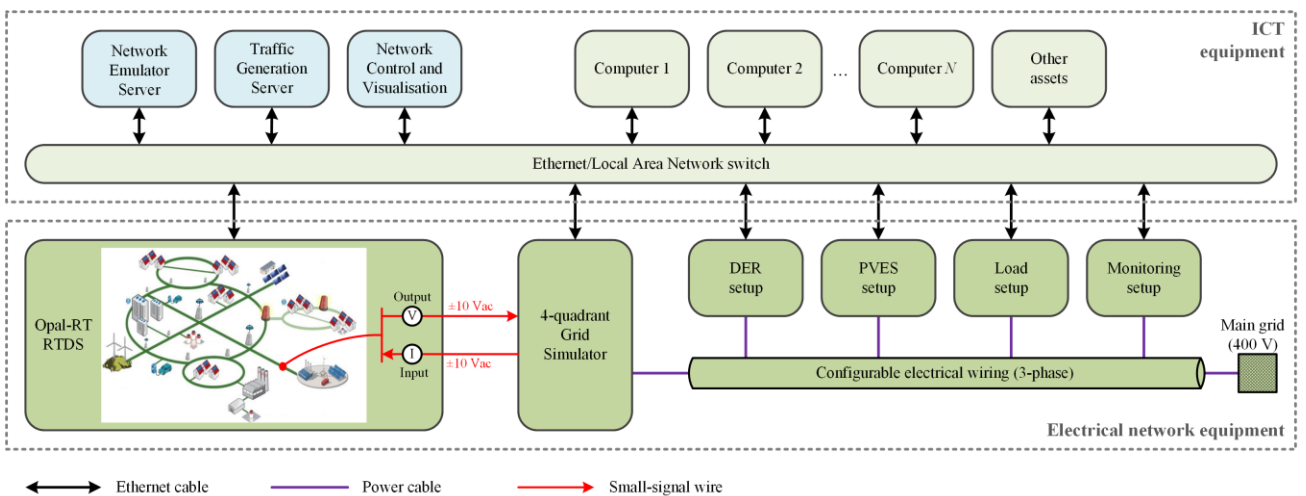 ICT
equipment
Network
Emulator
Server
Traffic
Generation
Server
Network
Control and
Visualisation
Computer 1
Computer 2
...
Computer N
Other
assets
Ethernet/Local Area Network switch
Opal-RT
RTDS
Output
V
±10 Vac
I
Input
±10 Vac
4-quadrant
Grid
Simulator
DER
setup
PVES
setup
Load
setup
Monitoring
setup
Main grid
(400 V)
Configurable electrical wiring (3-phase)
Electrical network equipment
Ethernet cable
Power cable
Small-signal wire